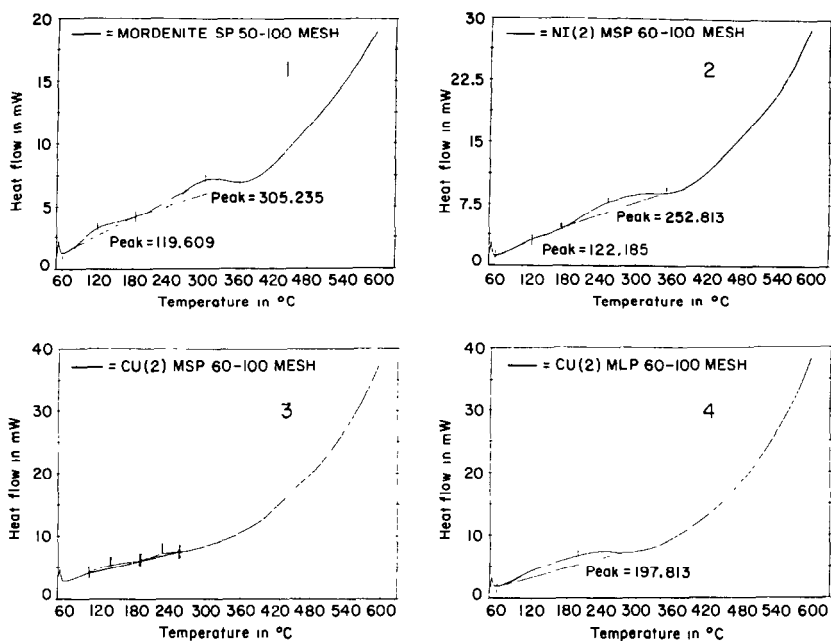 20
15
10
5
0
Heat flow in mW
— = MORDENITE SP 50-100 MESH
1
Peak = 305.235
Peak = 119.609
60 120 180 240 300 360 420 480 540 600
Temperature in °C
30
22.5
15
7.5
0
Heat flow in mW
— = NI(2) MSP 60-100 MESH
2
Peak = 252.813
Peak = 122,185
60 120 180 240 300 360 420 480 540 600
Temperature in °C
40
30
20
10
0
Heat flow in mW
— = CU(2) MSP 60-100 MESH
3
60 120 180 240 300 360 420 480 540 600
Temperature in °C
40
30
20
10
0
Heat flow in mW
— = CU(2) MLP 60-100 MESH
4
Peak = 197.813
60 120 180 240 300 360 420 480 540 600
Temperature in °C